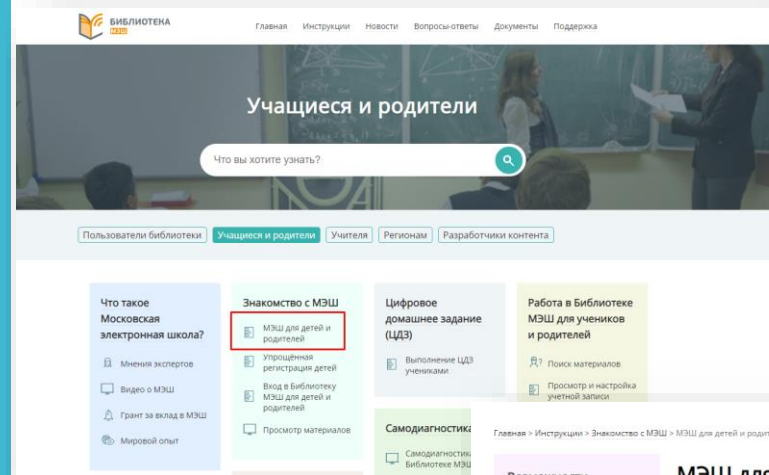 БИБЛИОТЕКА
МЭШ
Главная Инструкции Новости Вопросы-ответы Документы Поддержка
Учащиеся и родители
Что вы хотите узнать?
Пользователи библиотеки Учащиеся и родители Учителя Регионам Разработчики контента
Что такое
Московская
электронная школа?
Мнения экспертов
Видео о МЭШ
Грант за вклад в МЭШ
Мировой опыт
Знакомство с МЭШ
МЭШ для детей и
родителей
Упрощённая
регистрация детей
Вход в Библиотеку
МЭШ для детей и
родителей
Просмотр материалов
Цифровое
домашнее задание
(ЦДЗ)
Выполнение ЦДЗ
учениками
Самодиагностика
Самодиагностика
Библиотеке МЭШ
Работа в Библиотеке
МЭШ для учеников
и родителей
Поиск материалов
Просмотр и настройка
учетной записи
Главная > Инструкции > Знакомство с МЭШ > МЭШ для детей и
МЭШ для